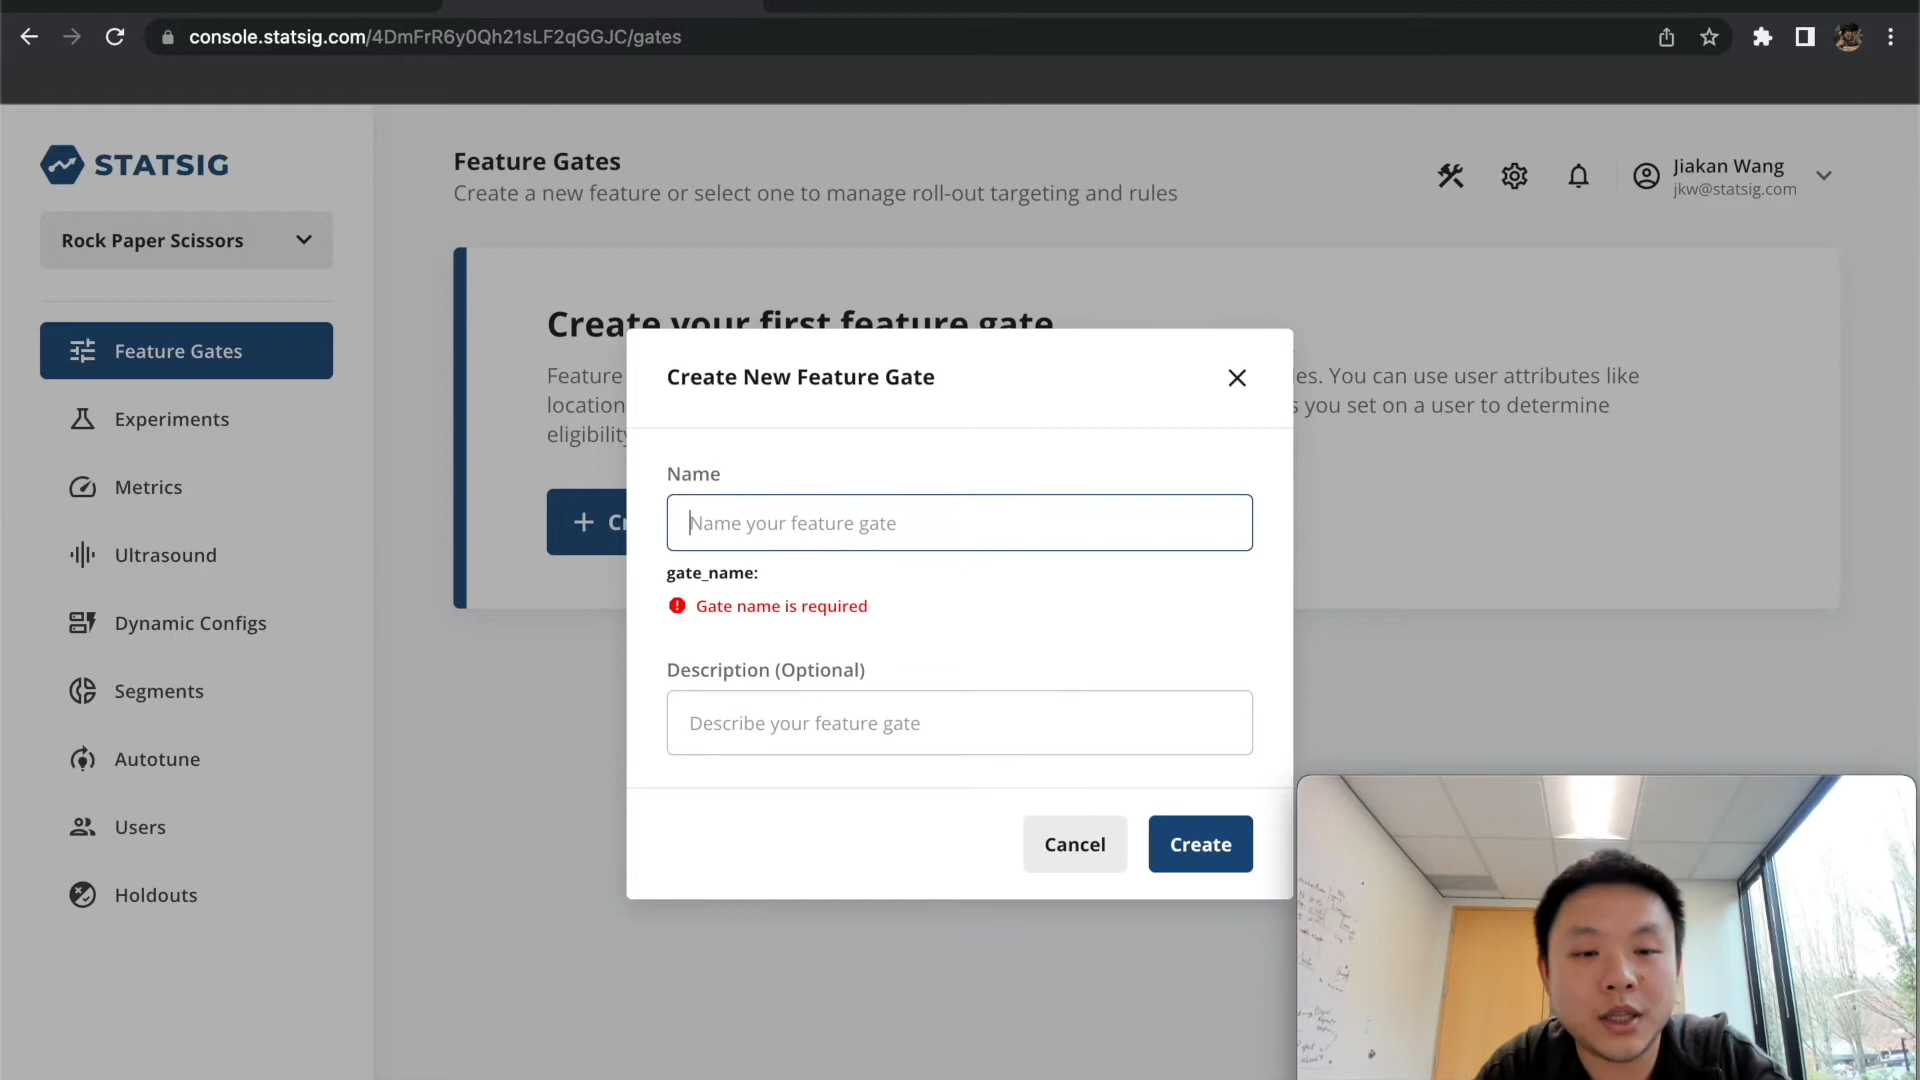 console.statsig.com/4DmFrR6y0Qh21sLF2qGGJC/gates
STATSIG
Rock Paper Scissors
Feature Gates
Experiments
Metrics
Ultrasound
Dynamic Configs
Segments
Autotune
Users
Holdouts
Feature Gates
Create a new feature or select one to manage roll-out targeting and rules
Jiakan Wang
jkw@statsig.com
Create your first feature gate
Feature
es. You can use user attributes like
location
s you set on a user to determine
eligibility
Create New Feature Gate
Name
Name your feature gate
gate_name:
Gate name is required
Description (Optional)
Describe your feature gate
Cancel
Create